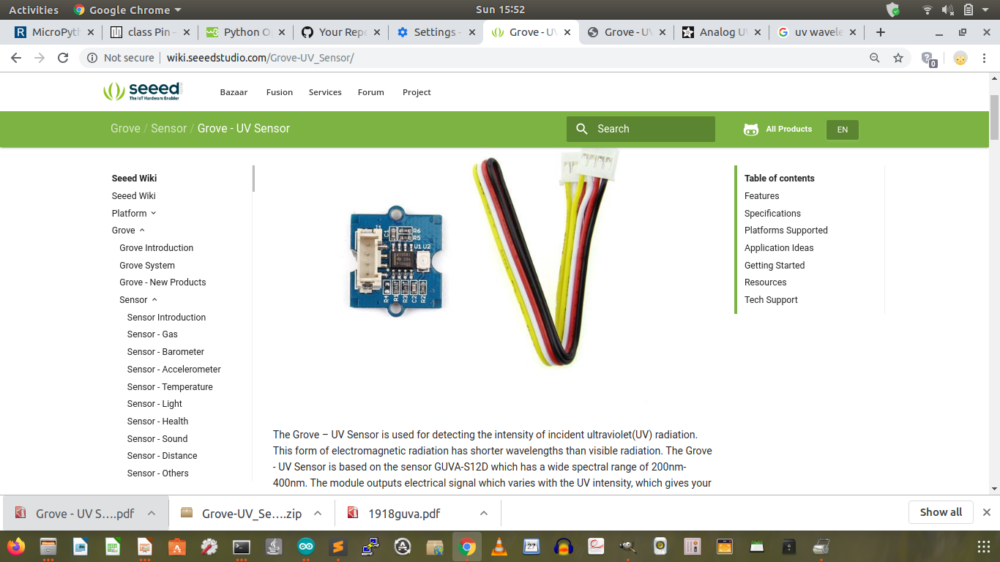 Activities
Google Chrome
Sun 15:52
MicroPyth
class Pin –
Python Op
Your Repo
Settings -
Grove - UV
Grove - UV
Analog UV
uv wavele
Not secure
wiki.seeedstudio.com/Grove-UV_Sensor/
0
seeed
The IoT Hardware Enabler
Bazaar
Fusion
Services
Forum
Project
Grove / Sensor / Grove - UV Sensor
Search
All Products
EN
Seeed Wiki
Seeed Wiki
Platform
Grove
Grove Introduction
Grove System
Grove - New Products
Sensor
Sensor Introduction
Sensor - Gas
Sensor - Barometer
Sensor - Accelerometer
Sensor - Temperature
Sensor - Light
Sensor - Health
Sensor - Sound
Sensor - Distance
Sensor - Others
C1
R6
R5
U1 U2
R4
R1
R3
C2
R2
Table of contents
Features
Specifications
Platforms Supported
Application Ideas
Getting Started
Resources
Tech Support
The Grove – UV Sensor is used for detecting the intensity of incident ultraviolet(UV) radiation.
This form of electromagnetic radiation has shorter wavelengths than visible radiation. The Grove
- UV Sensor is based on the sensor GUVA-S12D which has a wide spectral range of 200nm-
400nm. The module outputs electrical signal which varies with the UV intensity, which gives your
Grove - UV S….pdf
Grove-UV_Se….zip
1918guva.pdf
Show all
27